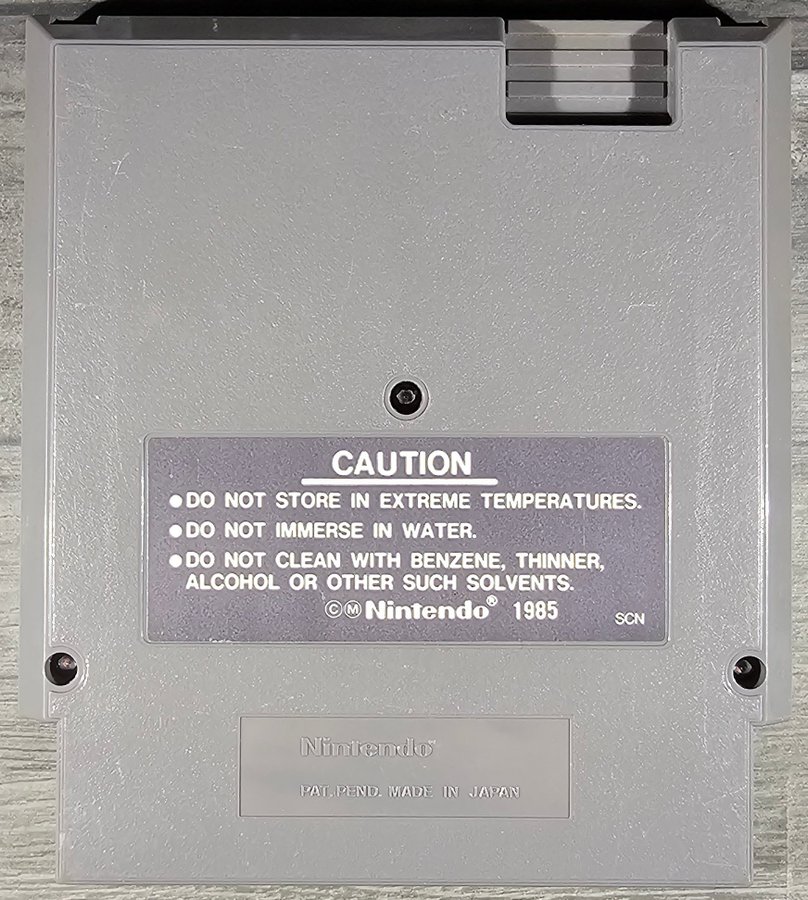 CAUTION
●DO NOT STORE IN EXTREME TEMPERATURES.
●DO NOT IMMERSE IN WATER.
●DO NOT CLEAN WITH BENZENE, THINNER,
ALCOHOL OR OTHER SUCH SOLVENTS.
©Ⓜ Nintendo® 1985 SCN
Nintendo
PAT. PEND. MADE IN JAPAN